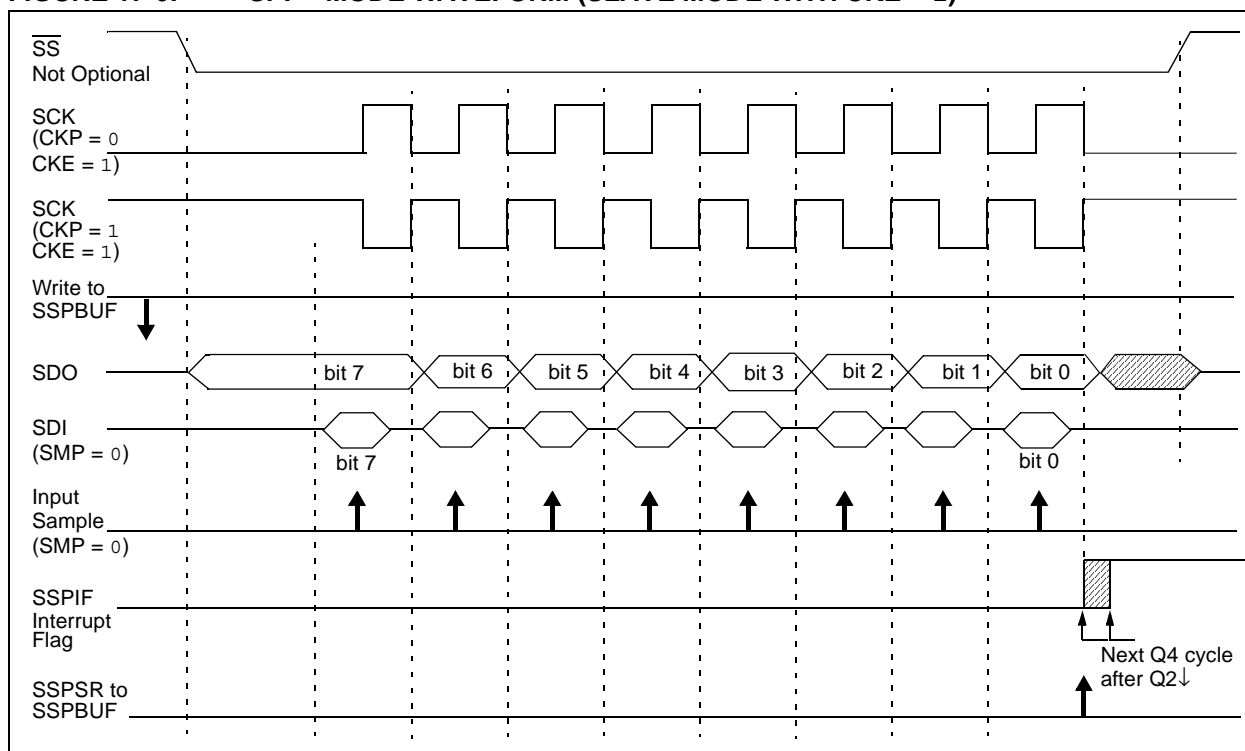 SS
Not Optional
SCK
(CKP = 0
CKE = 1)
SCK
(CKP = 1
CKE = 1)
Write to
SSPBUF
SDO
bit 7 bit 6 bit 5 bit 4 bit 3 bit 2 bit 1 bit 0
SDI
(SMP = 0)
bit 7 bit 0
Input
Sample
(SMP = 0)
SSPIF
Interrupt
Flag
Next Q4 cycle
after Q2↓
SSPSR to
SSPBUF